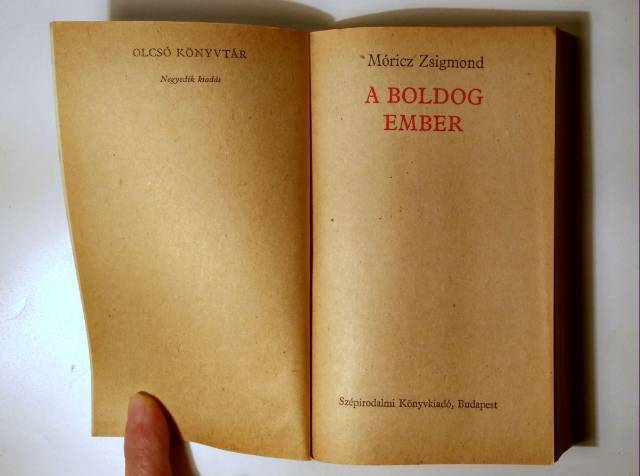 OLCSÓ KÖNYVTÁR
Negyedik kiadás
Móricz Zsigmond
A BOLDOG
EMBER
Szépirodalmi Könyvkiadó, Budapest